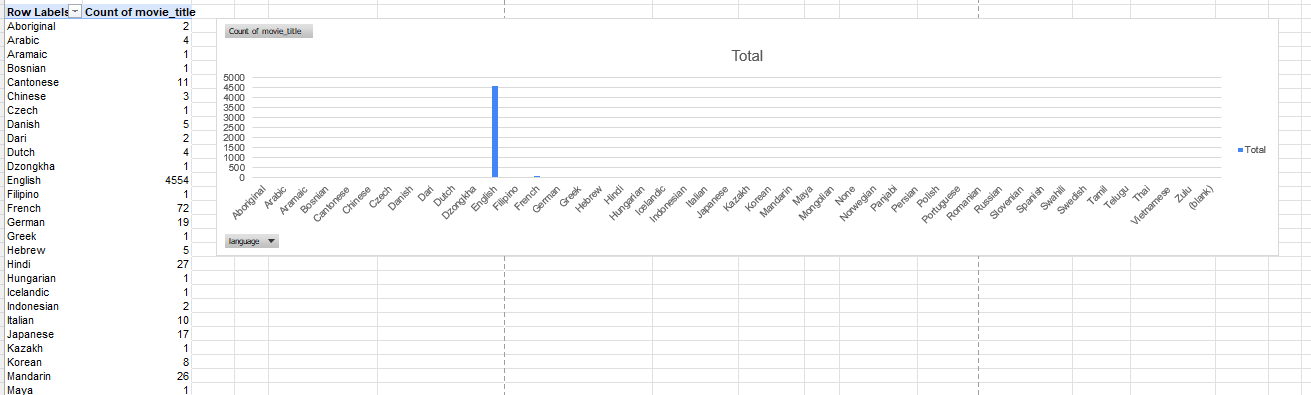 Row Labels Count of movie_title
Aboriginal 2
Arabic 4
Aramaic 1
Bosnian 1
Cantonese 11
Chinese 3
Czech 1
Danish 5
Dari 2
Dutch 4
Dzongkha 1
English 4554
Filipino 1
French 72
German 19
Greek 1
Hebrew 5
Hindi 27
Hungarian 1
Icelandic 1
Indonesian 2
Italian 10
Japanese 17
Kazakh 1
Korean 8
Mandarin 26
Maya 1
Count of movie_title
Total
5000
4500
4000
3500
3000
2500
2000
1500
1000
500
0
Aboriginal
Arabic
Aramaic
Bosnian
Cantonese
Chinese
Czech
Danish
Dari
Dutch
Dzongkha
English
Filipino
French
German
Greek
Hebrew
Hindi
Hungarian
Icelandic
Indonesian
Italian
Japanese
Kazakh
Korean
Mandarin
Maya
Mongolian
None
Norwegian
Panjabi
Persian
Polish
Portuguese
Romanian
Russian
Slovenian
Spanish
Swahili
Swedish
Tamil
Telugu
Thai
Vietnamese
Zulu
(blank)
Total
language